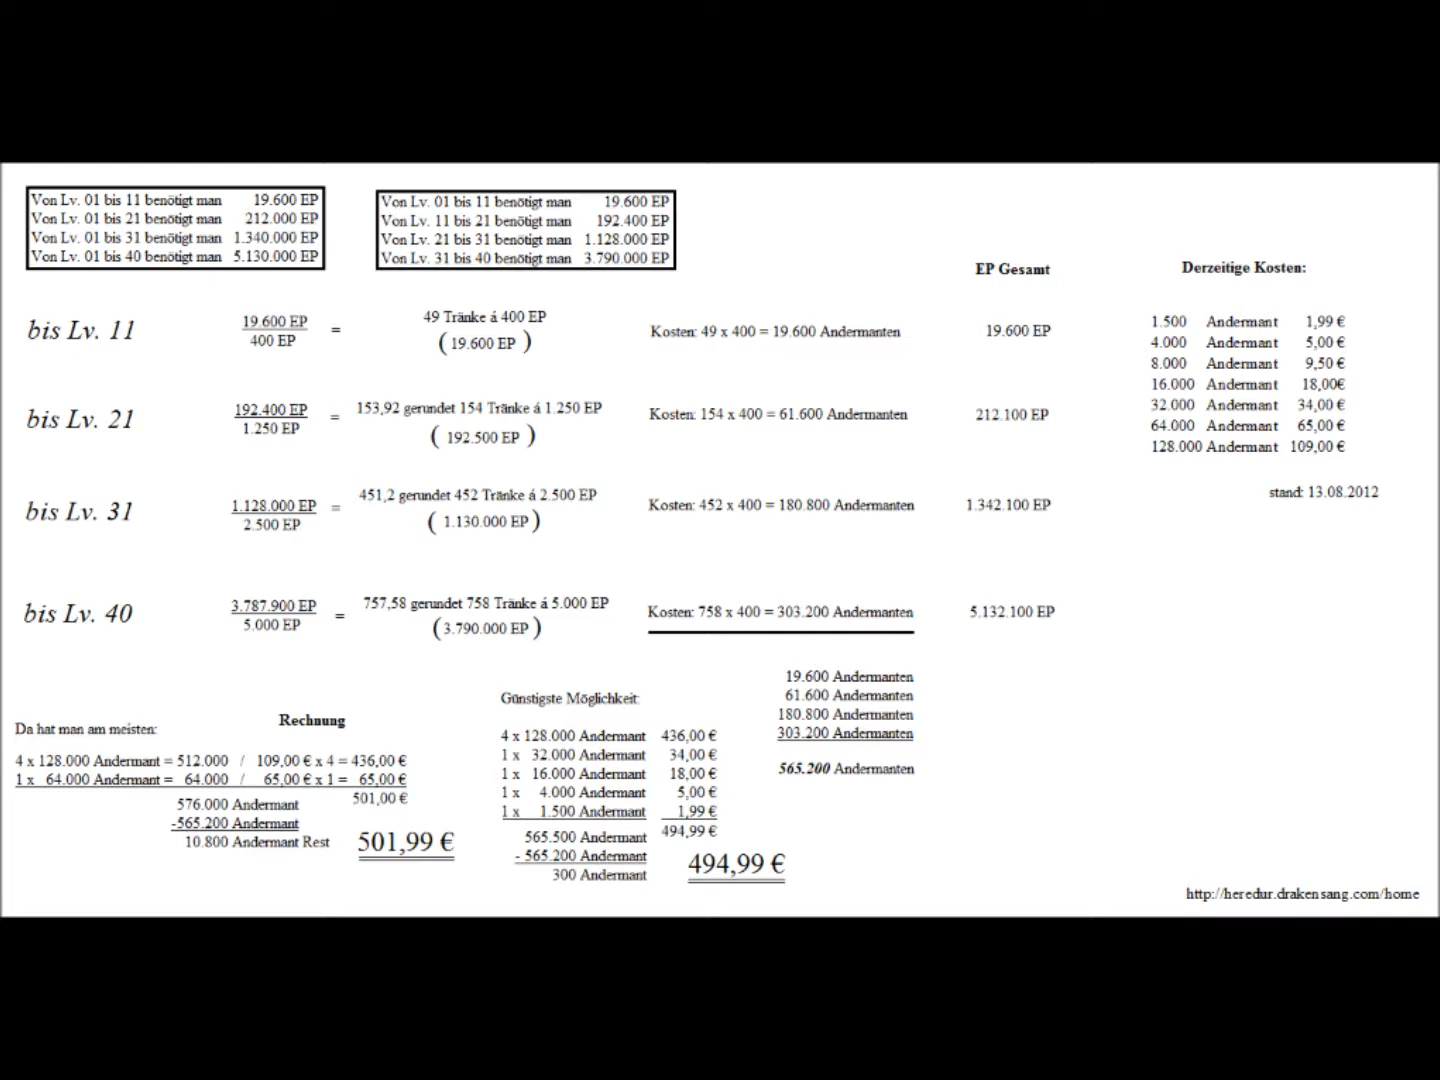 Von Lv. 01 bis 11 benötigt man 19.600 EP
Von Lv. 01 bis 21 benötigt man 212.000 EP
Von Lv. 01 bis 31 benötigt man 1.340.000 EP
Von Lv. 01 bis 40 benötigt man 5.130.000 EP
Von Lv. 01 bis 11 benötigt man 19.600 EP
Von Lv. 11 bis 21 benötigt man 192.400 EP
Von Lv. 21 bis 31 benötigt man 1.128.000 EP
Von Lv. 31 bis 40 benötigt man 3.790.000 EP
EP Gesamt
Derzeitige Kosten:
1.500 Andermant 1,99 €
4.000 Andermant 5,00 €
8.000 Andermant 9,50 €
16.000 Andermant 18,00€
32.000 Andermant 34,00 €
64.000 Andermant 65,00 €
128.000 Andermant 109,00 €
stand: 13.08.2012
bis Lv. 11
19.600 EP
400 EP
=
49 Tränke á 400 EP
( 19.600 EP )
Kosten: 49 x 400 = 19.600 Andermanten
19.600 EP
bis Lv. 21
192.400 EP
1.250 EP
=
153,92 gerundet 154 Tränke á 1.250 EP
( 192.500 EP )
Kosten: 154 x 400 = 61.600 Andermanten
212.100 EP
bis Lv. 31
1.128.000 EP
2.500 EP
=
451,2 gerundet 452 Tränke á 2.500 EP
( 1.130.000 EP )
Kosten: 452 x 400 = 180.800 Andermanten
1.342.100 EP
bis Lv. 40
3.787.900 EP
5.000 EP
=
757,58 gerundet 758 Tränke á 5.000 EP
( 3.790.000 EP )
Kosten: 758 x 400 = 303.200 Andermanten
5.132.100 EP
19.600 Andermanten
61.600 Andermanten
180.800 Andermanten
303.200 Andermanten
565.200 Andermanten
Rechnung
Da hat man am meisten:
4 x 128.000 Andermant = 512.000 / 109,00 € x 4 = 436,00 €
1 x 64.000 Andermant = 64.000 / 65,00 € x 1 = 65,00 €
576.000 Andermant 501,00 €
-565.200 Andermant
10.800 Andermant Rest
501,99 €
Günstigste Möglichkeit:
4 x 128.000 Andermant 436,00 €
1 x 32.000 Andermant 34,00 €
1 x 16.000 Andermant 18,00 €
1 x 4.000 Andermant 5,00 €
1 x 1.500 Andermant 1,99 €
565.500 Andermant 494,99 €
- 565.200 Andermant
300 Andermant
494,99 €
http://heredur.drakensang.com/home